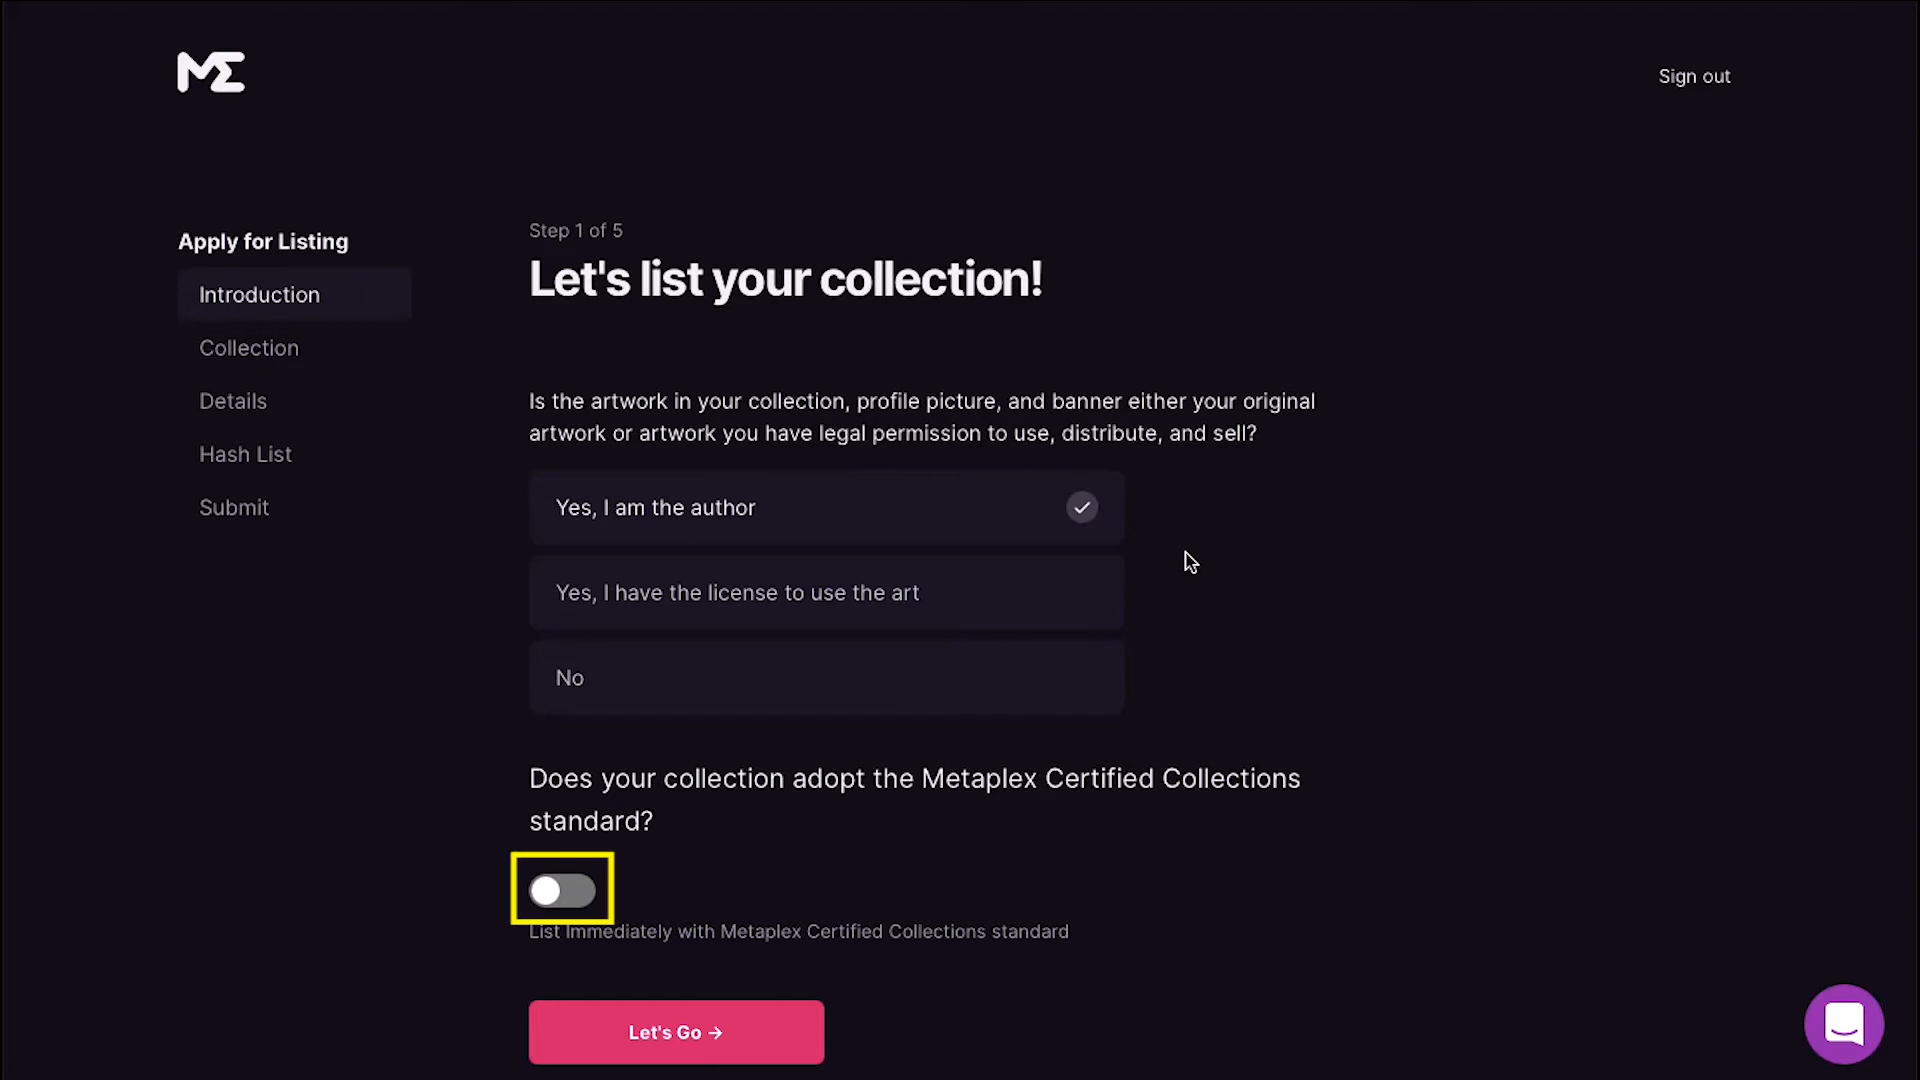 ME
Sign out
Apply for Listing
Introduction
Collection
Details
Hash List
Submit
Step 1 of 5
Let's list your collection!
Is the artwork in your collection, profile picture, and banner either your original
artwork or artwork you have legal permission to use, distribute, and sell?
Yes, I am the author
Yes, I have the license to use the art
No
Does your collection adopt the Metaplex Certified Collections
standard?
List Immediately with Metaplex Certified Collections standard
Let's Go →